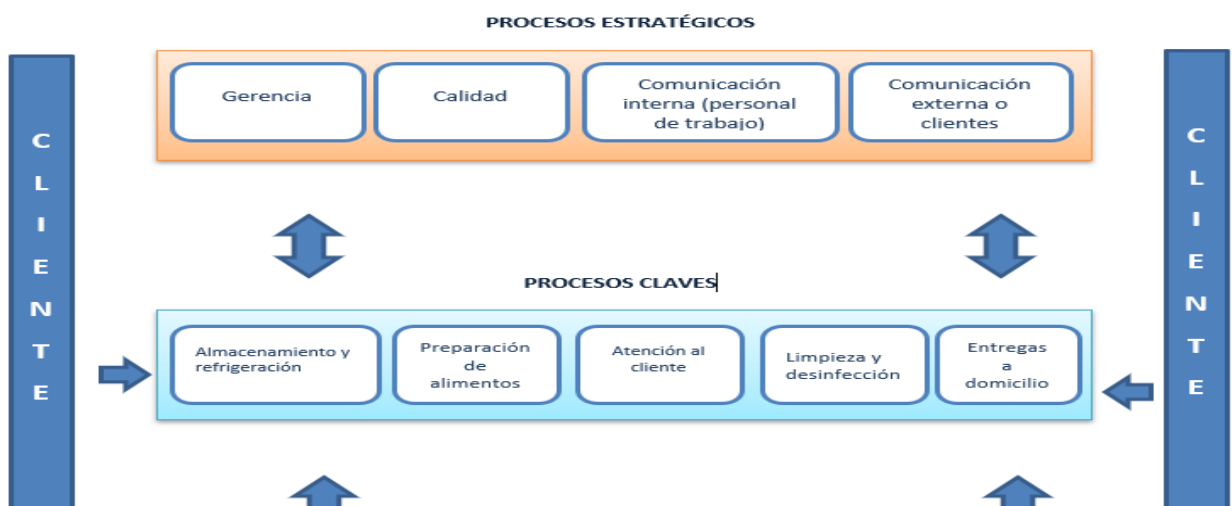 PROCESOS ESTRATÉGICOS
Gerencia
Calidad
Comunicación
interna (personal
de trabajo)
Comunicación
externa o
clientes
C
L
I
E
N
T
E
C
L
I
E
N
T
E
PROCESOS CLAVES
Almacenamiento y
refrigeración
Preparación
de
alimentos
Atención al
cliente
Limpieza y
desinfección
Entregas
a
domicilio